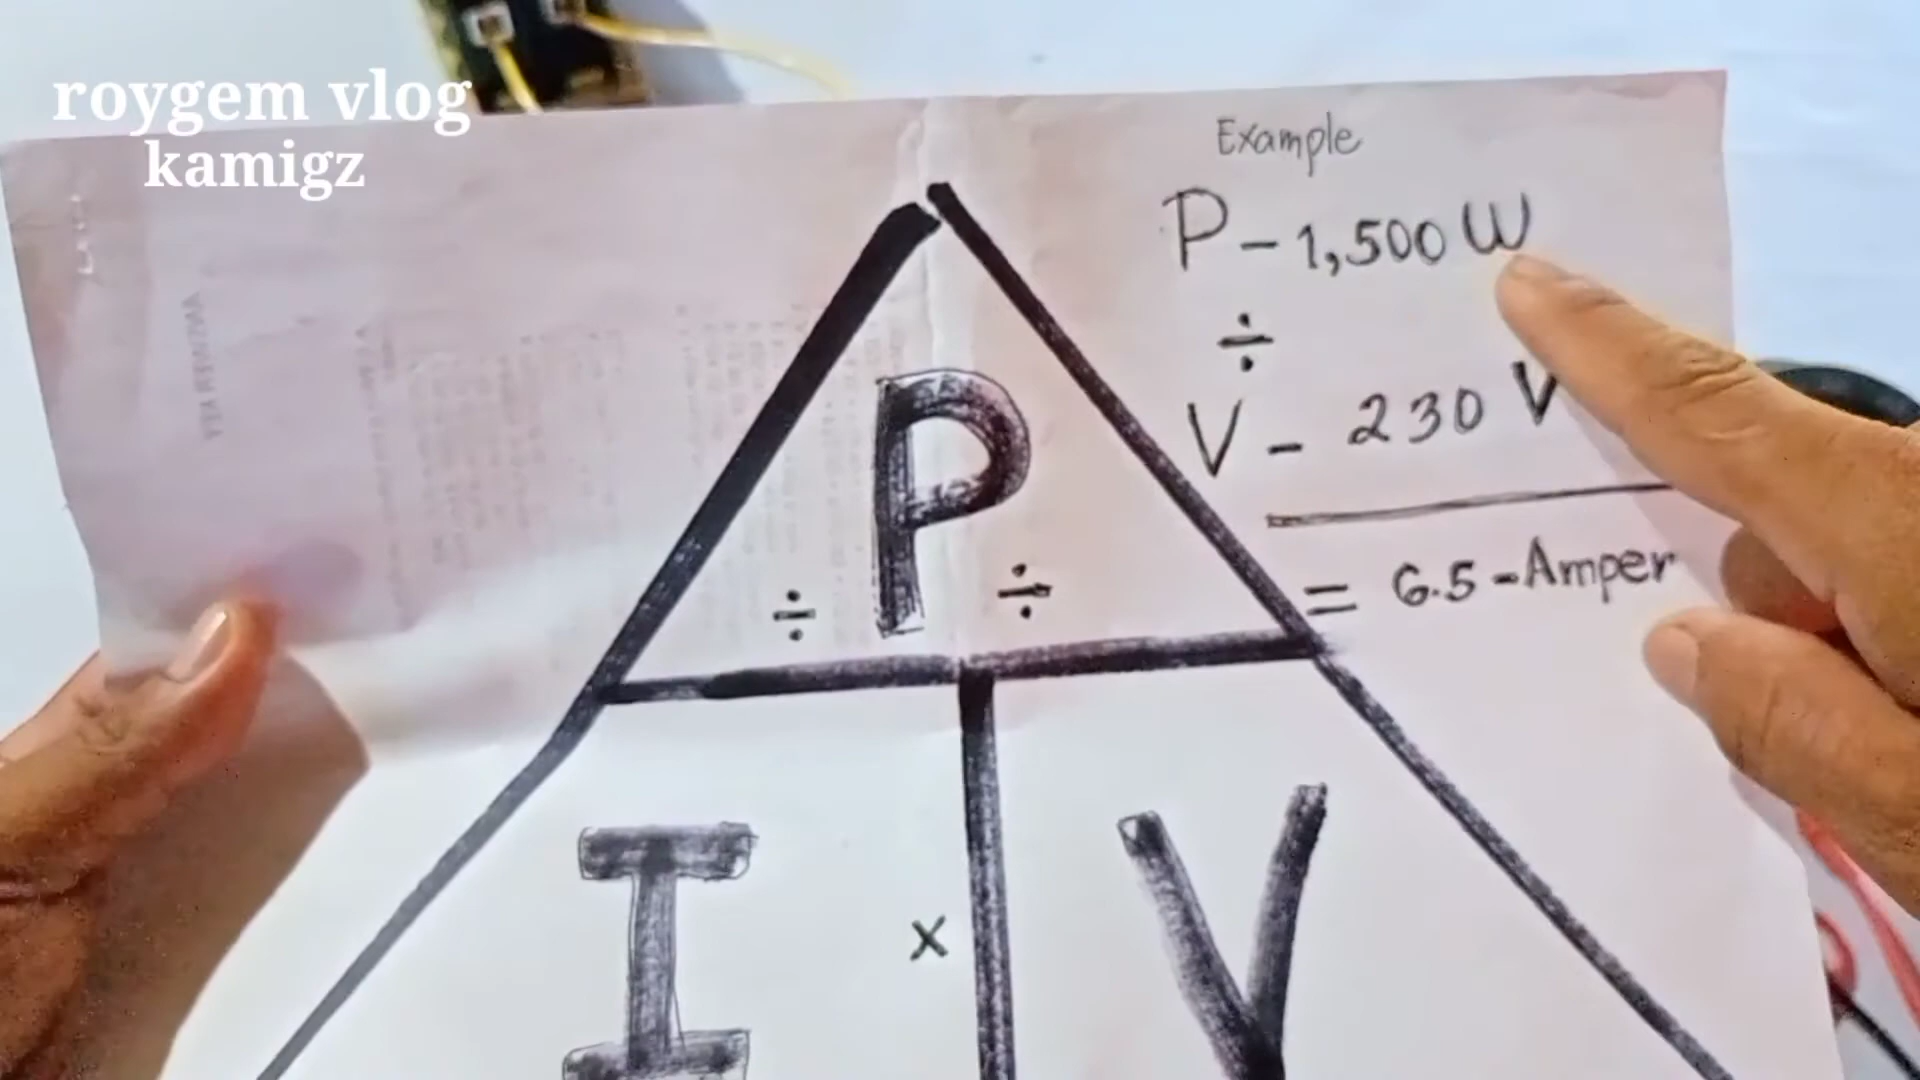 roygem vlog
kamigz
Example
P - 1,500 W
÷
V - 230 V
= 6.5 - Amper
P
÷ ÷
I x V